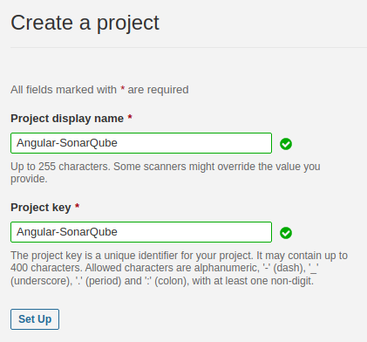 Create a project
All fields marked with * are required
Project display name *
Angular-SonarQube
Up to 255 characters. Some scanners might override the value you
provide.
Project key *
Angular-SonarQube
The project key is a unique identifier for your project. It may contain up to
400 characters. Allowed characters are alphanumeric, '-' (dash), '_'
(underscore), '.' (period) and ':' (colon), with at least one non-digit.
Set Up